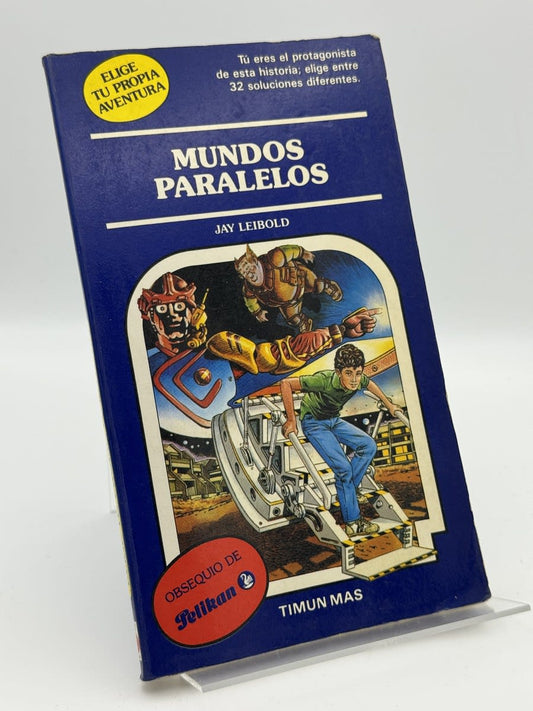 ELIGE
TU PROPIA
AVENTURA
Tú eres el protagonista
de esta historia; elige entre
32 soluciones diferentes.
MUNDOS
PARALELOS
JAY LEIBOLD
OBSEQUIO DE
Pelikan
TIMUN MAS